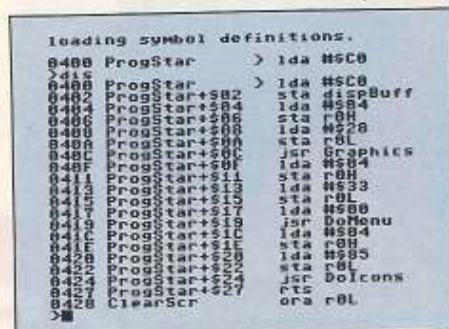 loading symbol definitions.
0400 ProgStar > lda #$C0
>dis
0400 ProgStar > lda #$C0
0402 ProgStar+$02 sta dispBuff
0404 ProgStar+$04 lda #$04
0406 ProgStar+$06 sta r0H
0408 ProgStar+$08 lda #$28
040A ProgStar+$0A sta r0L
040C ProgStar+$0C jsr Graphics
040F ProgStar+$0F lda #$04
0411 ProgStar+$11 sta r0H
0413 ProgStar+$13 lda #$33
0415 ProgStar+$15 sta r0L
0417 ProgStar+$17 lda #$00
0419 ProgStar+$19 jsr DoMenu
041C ProgStar+$1C lda #$04
041E ProgStar+$1E sta r0H
0420 ProgStar+$20 lda #$85
0422 ProgStar+$22 sta r0L
0424 ProgStar+$24 jsr DoIcons
0427 ProgStar+$27 rts
0428 ClearScr ora r0L
>